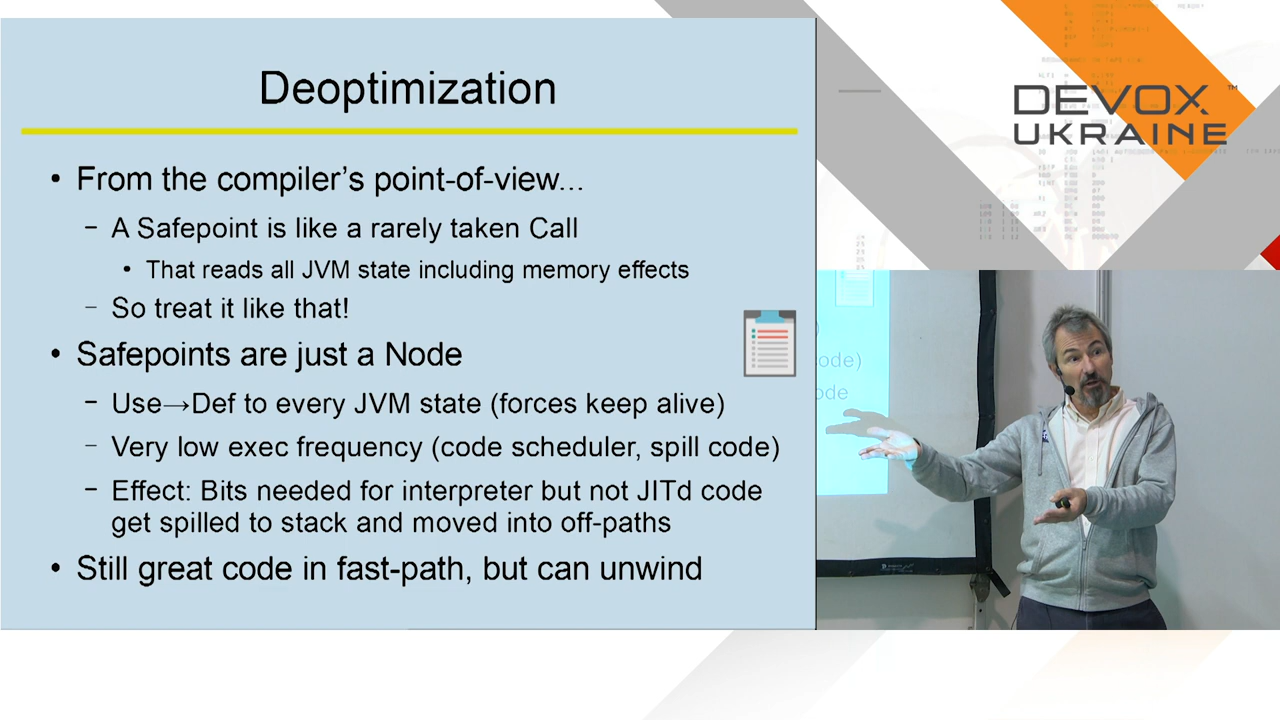 Deoptimization
• From the compiler's point-of-view...
– A Safepoint is like a rarely taken Call
• That reads all JVM state including memory effects
– So treat it like that!
• Safepoints are just a Node
– Use→Def to every JVM state (forces keep alive)
– Very low exec frequency (code scheduler, spill code)
– Effect: Bits needed for interpreter but not JITd code
get spilled to stack and moved into off-paths
• Still great code in fast-path, but can unwind
DEVOX™
UKRAINE
code)